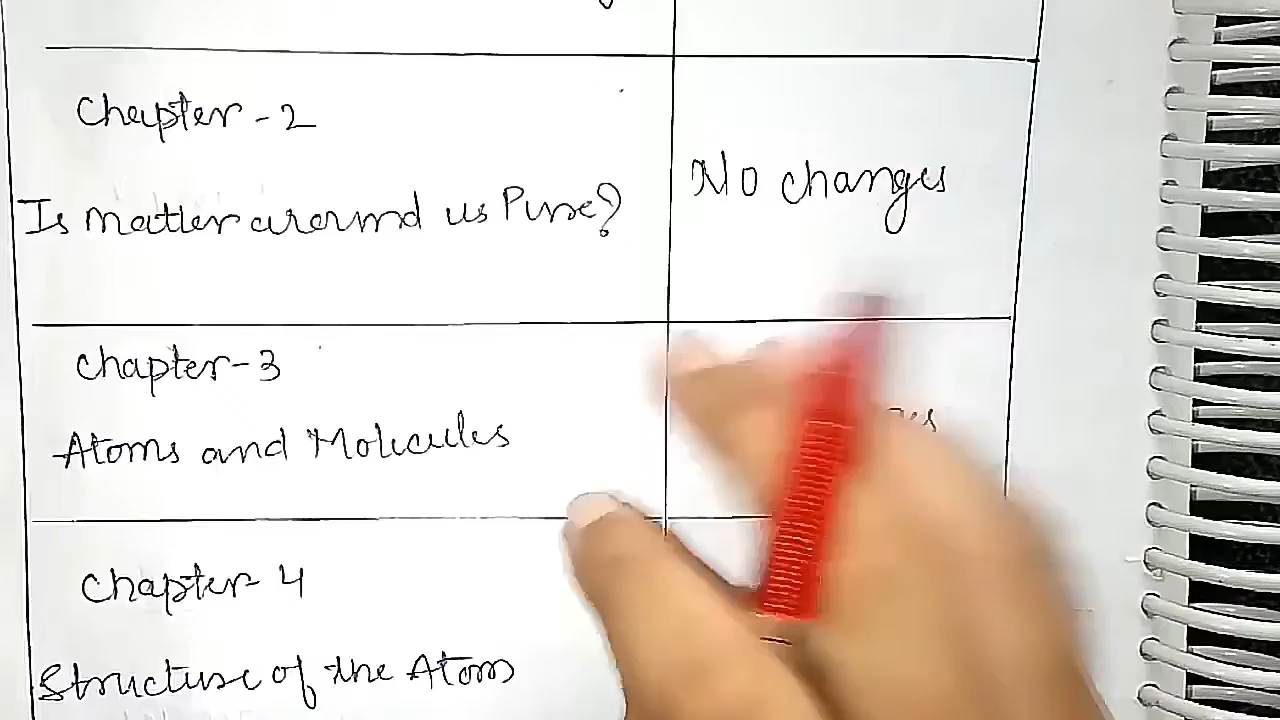 Chapter - 2
Is matter around us Pure?
No changes
Chapter-3
Atoms and Molecules
Chapter- 4
Structure of the Atom